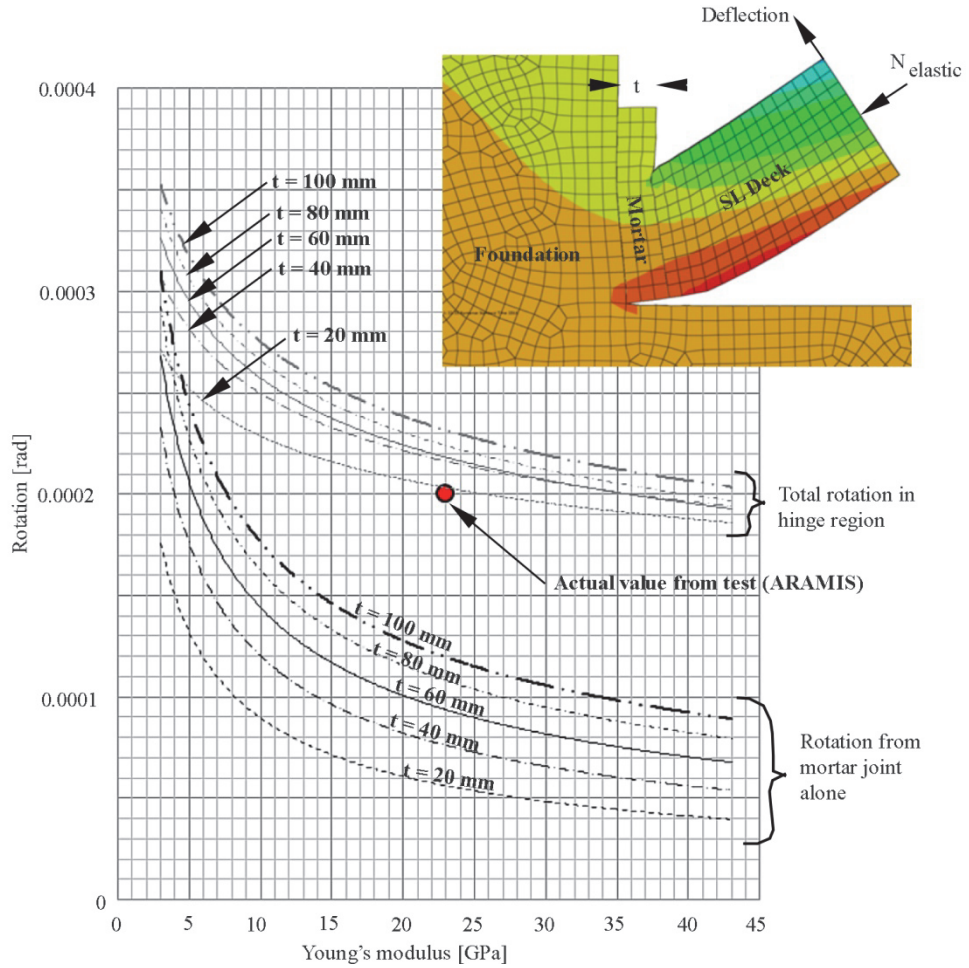 Deflection
N elastic
t
SL Deck
Mortar
Foundation
0.0004
0.0003
0.0002
0.0001
0
Rotation [rad]
t = 100 mm
t = 80 mm
t = 60 mm
t = 40 mm
t = 20 mm
Total rotation in
hinge region
Actual value from test (ARAMIS)
t = 100 mm
t = 80 mm
t = 60 mm
t = 40 mm
t = 20 mm
Rotation from
mortar joint
alone
0 5 10 15 20 25 30 35 40 45
Young's modulus [GPa]